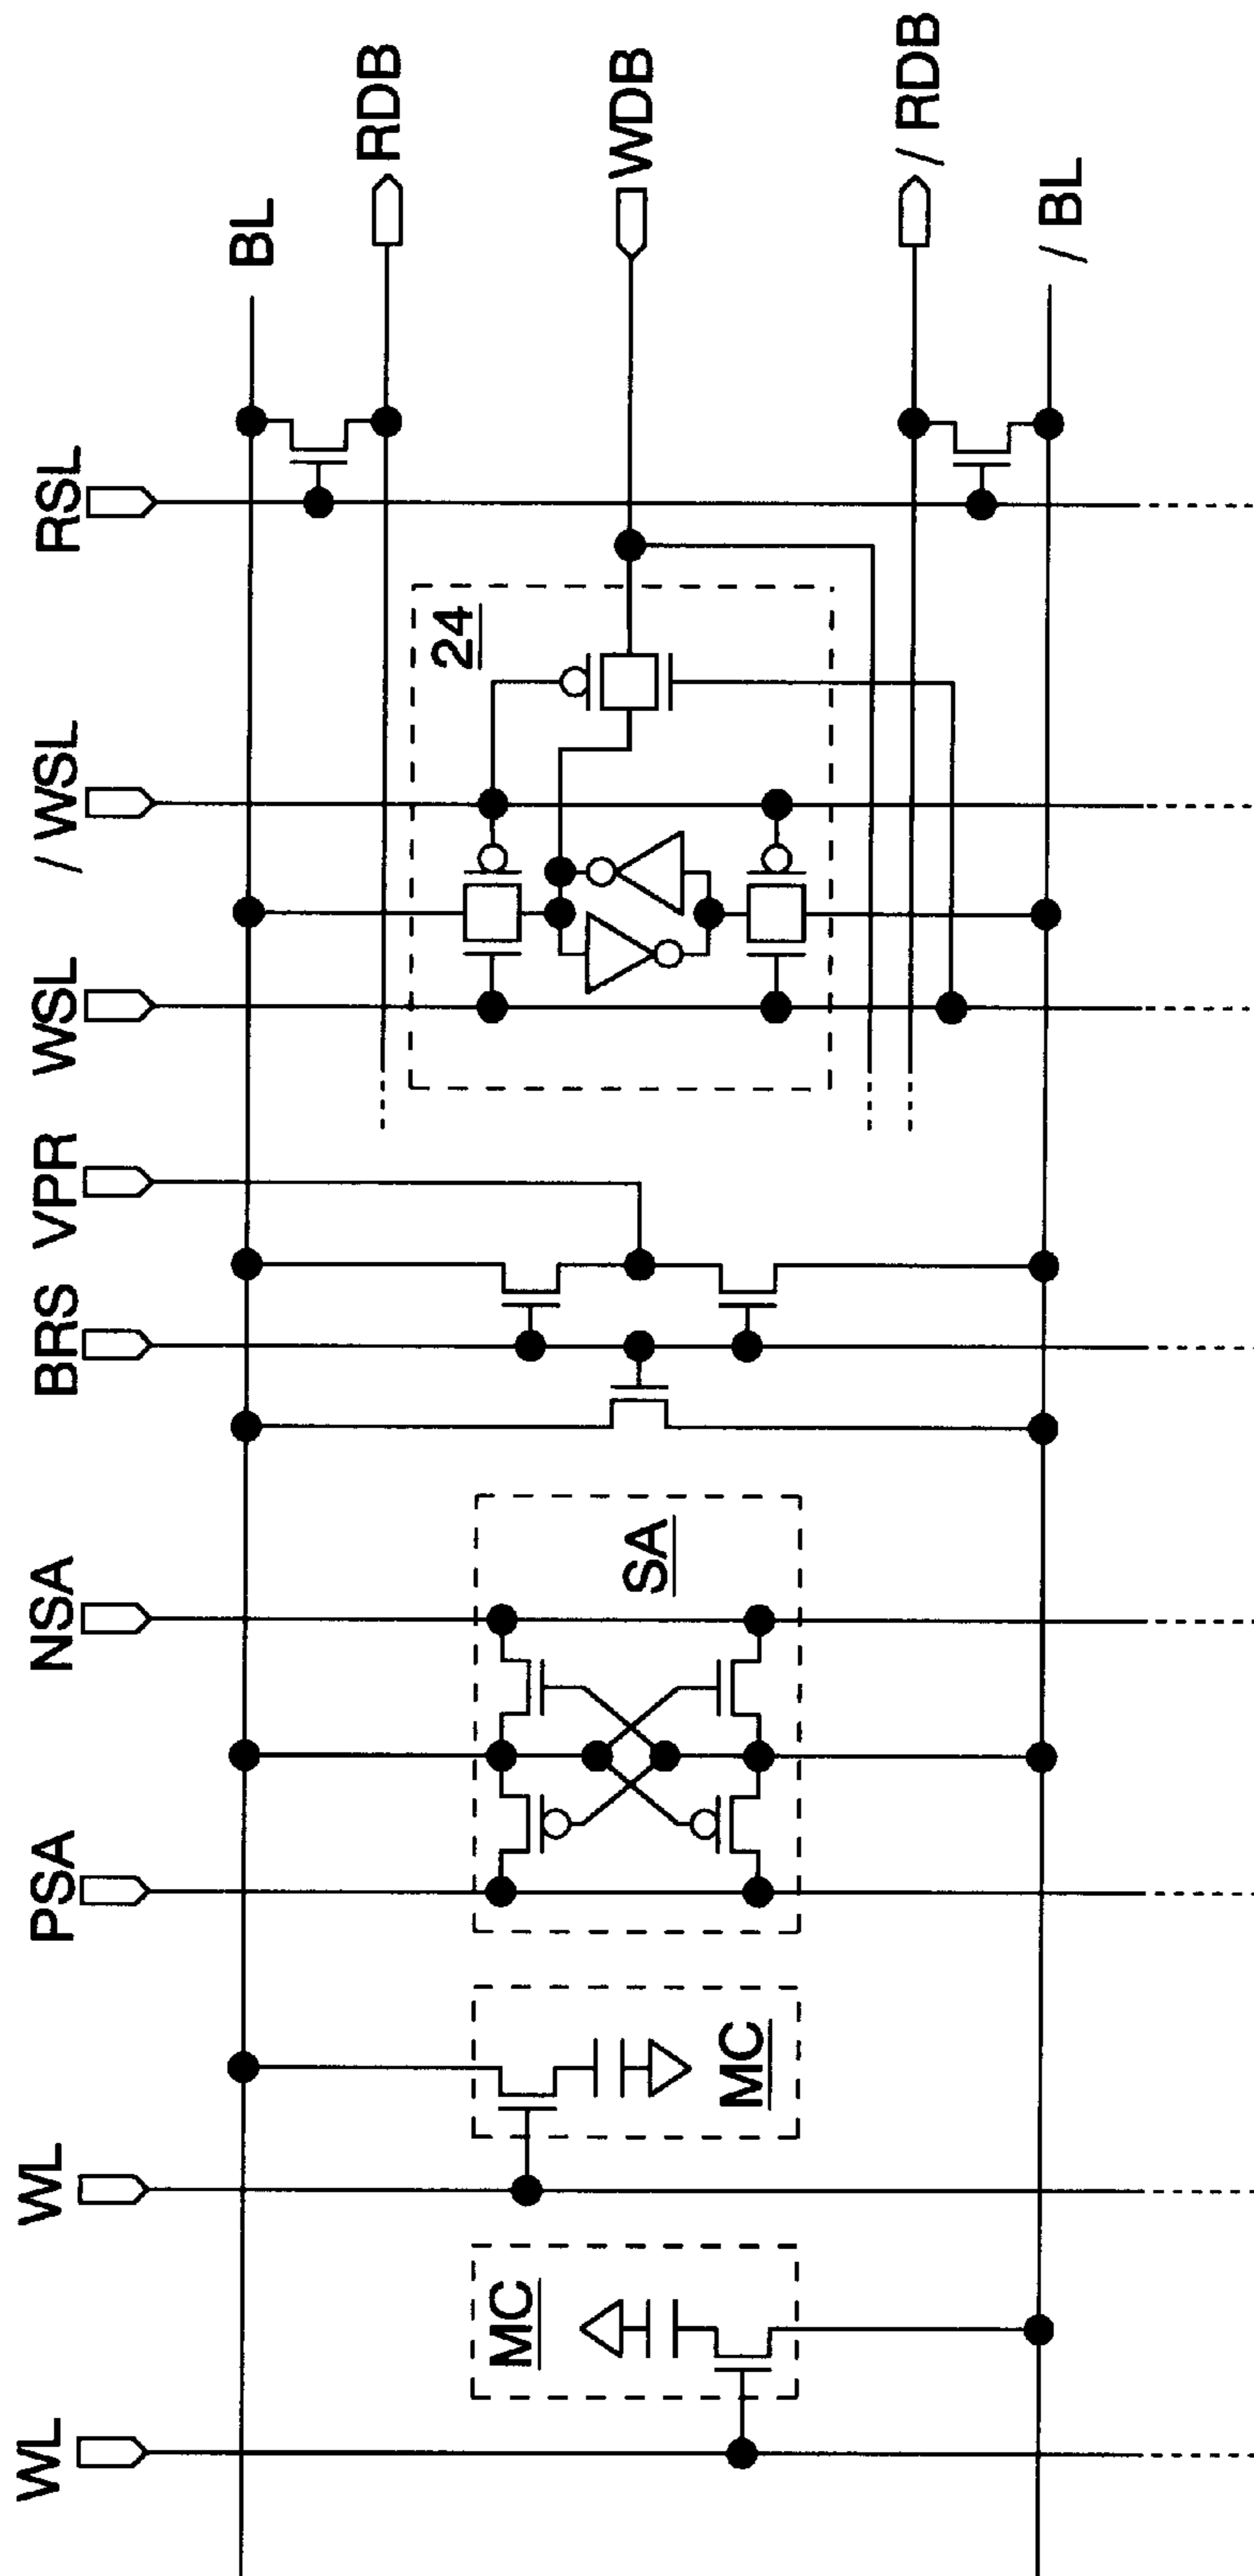 WL
WL
PSA
NSA
BRS
VPR
WSL
/ WSL
RSL
BL
RDB
WDB
/ RDB
/ BL
MC
MC
SA
24